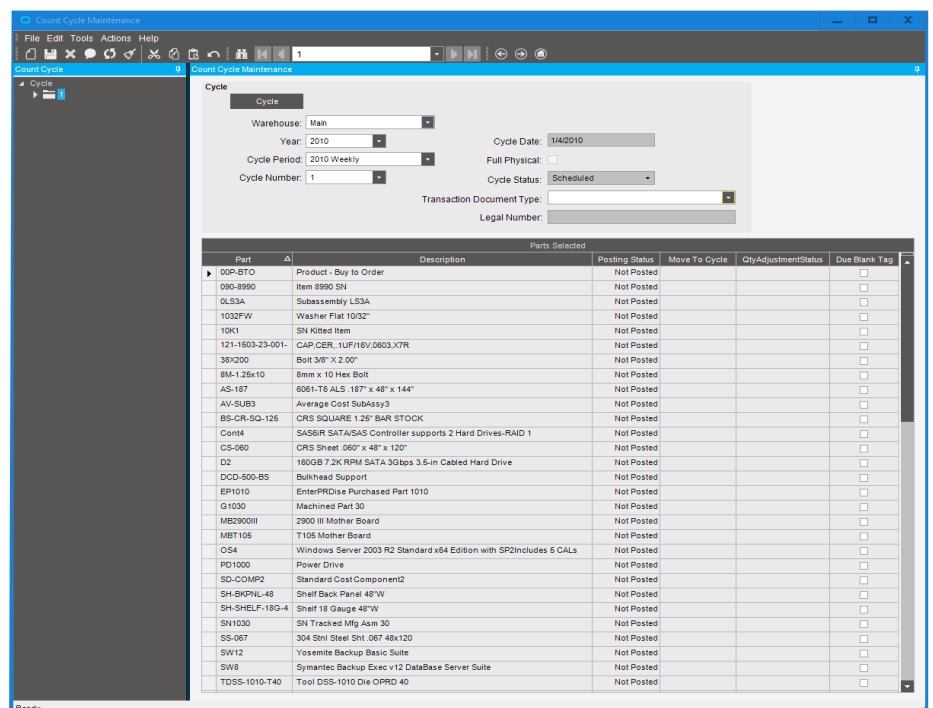 Count Cycle Maintenance
File Edit Tools Actions Help
1
Count Cycle
Count Cycle Maintenance
Cycle
1
Cycle
Cycle
Warehouse: Main
Year: 2010
Cycle Date: 1/4/2010
Cycle Period: 2010 Weekly
Full Physical:
Cycle Number: 1
Cycle Status: Scheduled
Transaction Document Type:
Legal Number:
Parts Selected
Part Description Posting Status Move To Cycle QtyAdjustmentStatus Due Blank Tag
00P-BTO Product - Buy to Order Not Posted
090-8990 Item 8990 SN Not Posted
0LS3A Subassembly LS3A Not Posted
1032FW Washer Flat 10/32" Not Posted
10K1 SN Kitted Item Not Posted
121-1503-23-001- CAP,CER,.1UF/16V,0603,X7R Not Posted
38X200 Bolt 3/8" X 2.00" Not Posted
8M-1.25x10 8mm x 10 Hex Bolt Not Posted
AS-187 6061-T6 ALS .187" x 48" x 144" Not Posted
AV-SUB3 Average Cost SubAssy3 Not Posted
BS-CR-SQ-125 CRS SQUARE 1.25" BAR STOCK Not Posted
Cont4 SAS6iR SATA/SAS Controller supports 2 Hard Drives-RAID 1 Not Posted
CS-060 CRS Sheet .060" x 48" x 120" Not Posted
D2 160GB 7.2K RPM SATA 3Gbps 3.5-in Cabled Hard Drive Not Posted
DCD-500-BS Bulkhead Support Not Posted
EP1010 EnterPRDise Purchased Part 1010 Not Posted
G1030 Machined Part 30 Not Posted
MB2900III 2900 III Mother Board Not Posted
MBT105 T105 Mother Board Not Posted
OS4 Windows Server 2003 R2 Standard x64 Edition with SP2Includes 5 CALs Not Posted
PD1000 Power Drive Not Posted
SD-COMP2 Standard Cost Component2 Not Posted
SH-BKPNL-48 Shelf Back Panel 48"W Not Posted
SH-SHELF-18G-4 Shelf 18 Gauge 48"W Not Posted
SN1030 SN Tracked Mfg Asm 30 Not Posted
SS-067 304 Stnl Steel Sht .067 48x120 Not Posted
SW12 Yosemite Backup Basic Suite Not Posted
SW8 Symantec Backup Exec v12 DataBase Server Suite Not Posted
TDSS-1010-T40 Tool DSS-1010 Die OPRD 40 Not Posted
Ready